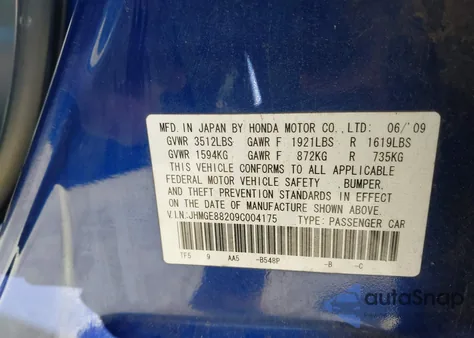 MFD. IN JAPAN BY HONDA MOTOR CO., LTD. 06/'09
GVWR 3512LBS GAWR F 1921LBS R 1619LBS
GVWR 1594KG GAWR F 872KG R 735KG
THIS VEHICLE CONFORMS TO ALL APPLICABLE
FEDERAL MOTOR VEHICLE SAFETY ,BUMPER,
AND THEFT PREVENTION STANDARDS IN EFFECT
ON THE DATE OF MANUFACTURE SHOWN ABOVE.
V.I.N:JHMGE88209C004175 TYPE: PASSENGER CAR
TF5 9 AA5 -B548P -B -C
autoSnap